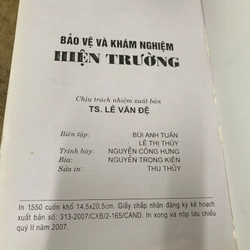 BẢO VỆ VÀ KHÁM NGHIỆM
HIỆN TRƯỜNG
Chịu trách nhiệm xuất bản
TS. LÊ VĂN ĐỆ
Biên tập: BÙI ANH TUẤN
LÊ THỊ THỦY
Trình bày: NGUYỄN CÔNG HƯNG
Bìa: NGUYỄN TRỌNG KIÊN
Sửa in: THU THỦY
In 1.550 cuốn khổ 14,5x20,5cm. Giấy chấp nhận đăng ký kế hoạch
xuất bản số: 313-2007/CXB/2-165/CAND. In xong và nộp lưu chiểu
quý II năm 2007.